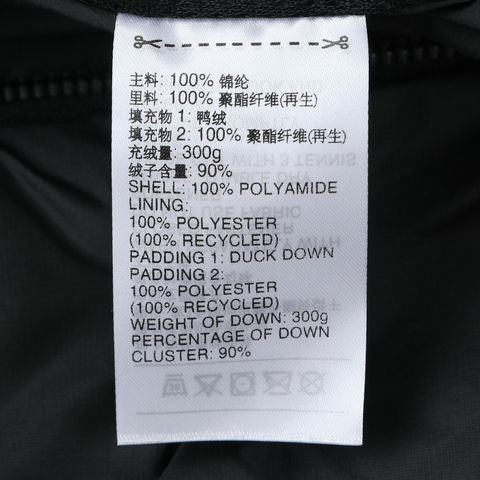 主料: 100% 锦纶
里料: 100% 聚酯纤维(再生)
填充物 1: 鸭绒
填充物 2: 100% 聚酯纤维(再生)
充绒量: 300g
绒子含量: 90%
SHELL: 100% POLYAMIDE
LINING:
100% POLYESTER
(100% RECYCLED)
PADDING 1: DUCK DOWN
PADDING 2:
100% POLYESTER
(100% RECYCLED)
WEIGHT OF DOWN: 300g
PERCENTAGE OF DOWN
CLUSTER: 90%